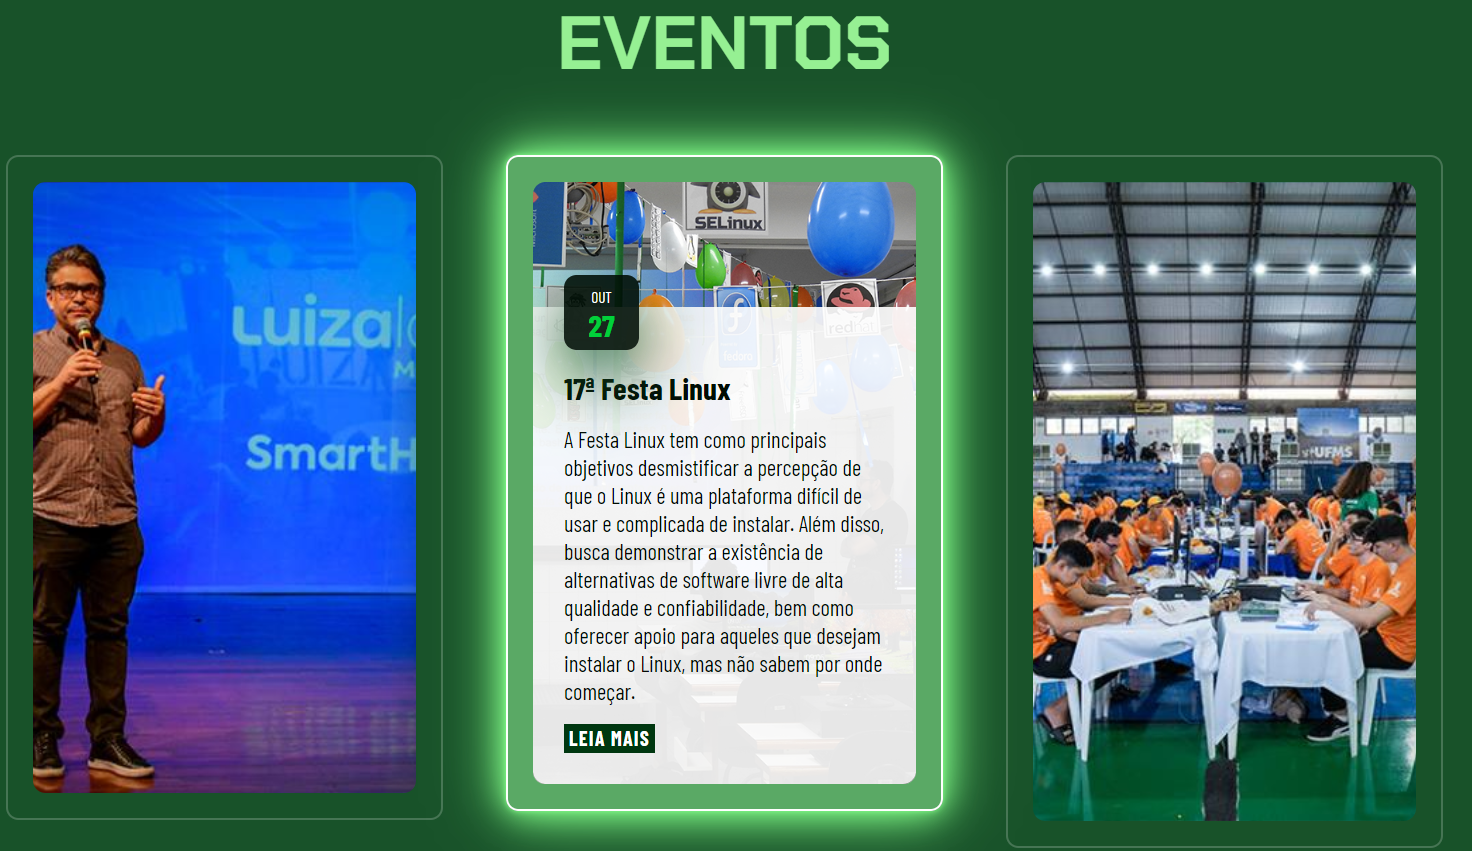 EVENTOS
Luiza
M
SmartH
SELinux
OUT
27
redhat
fedora
17ª Festa Linux
A Festa Linux tem como principais
objetivos desmistificar a percepção de
que o Linux é uma plataforma difícil de
usar e complicada de instalar. Além disso,
busca demonstrar a existência de
alternativas de software livre de alta
qualidade e confiabilidade, bem como
oferecer apoio para aqueles que desejam
instalar o Linux, mas não sabem por onde
começar.
LEIA MAIS
UFMS